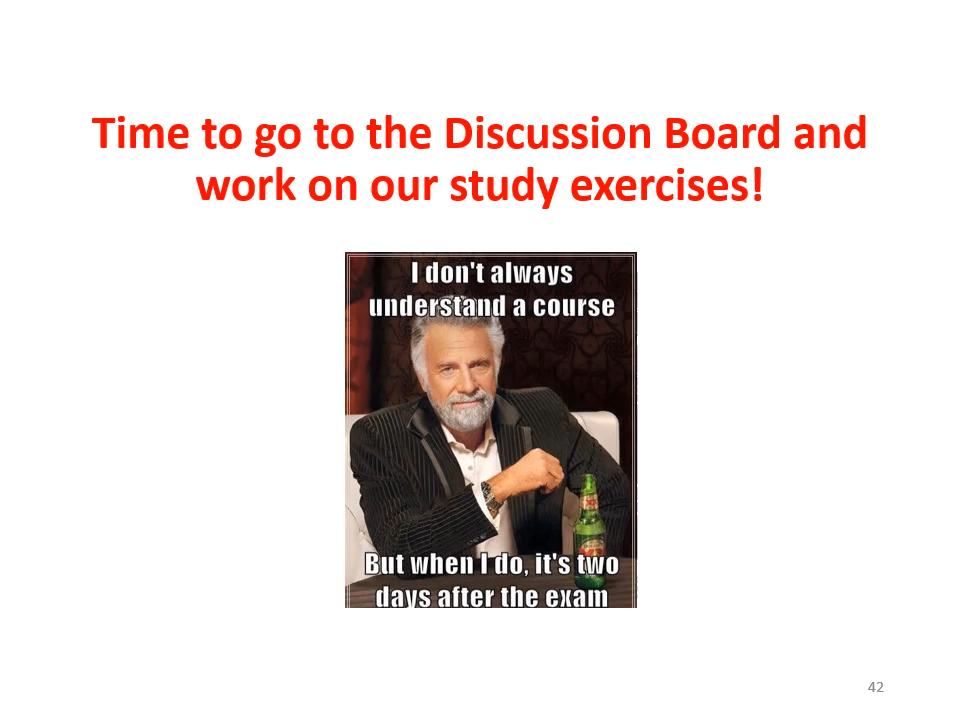 Time to go to the Discussion Board and
work on our study exercises!
I don't always
understand a course
But when I do, it's two
days after the exam
42